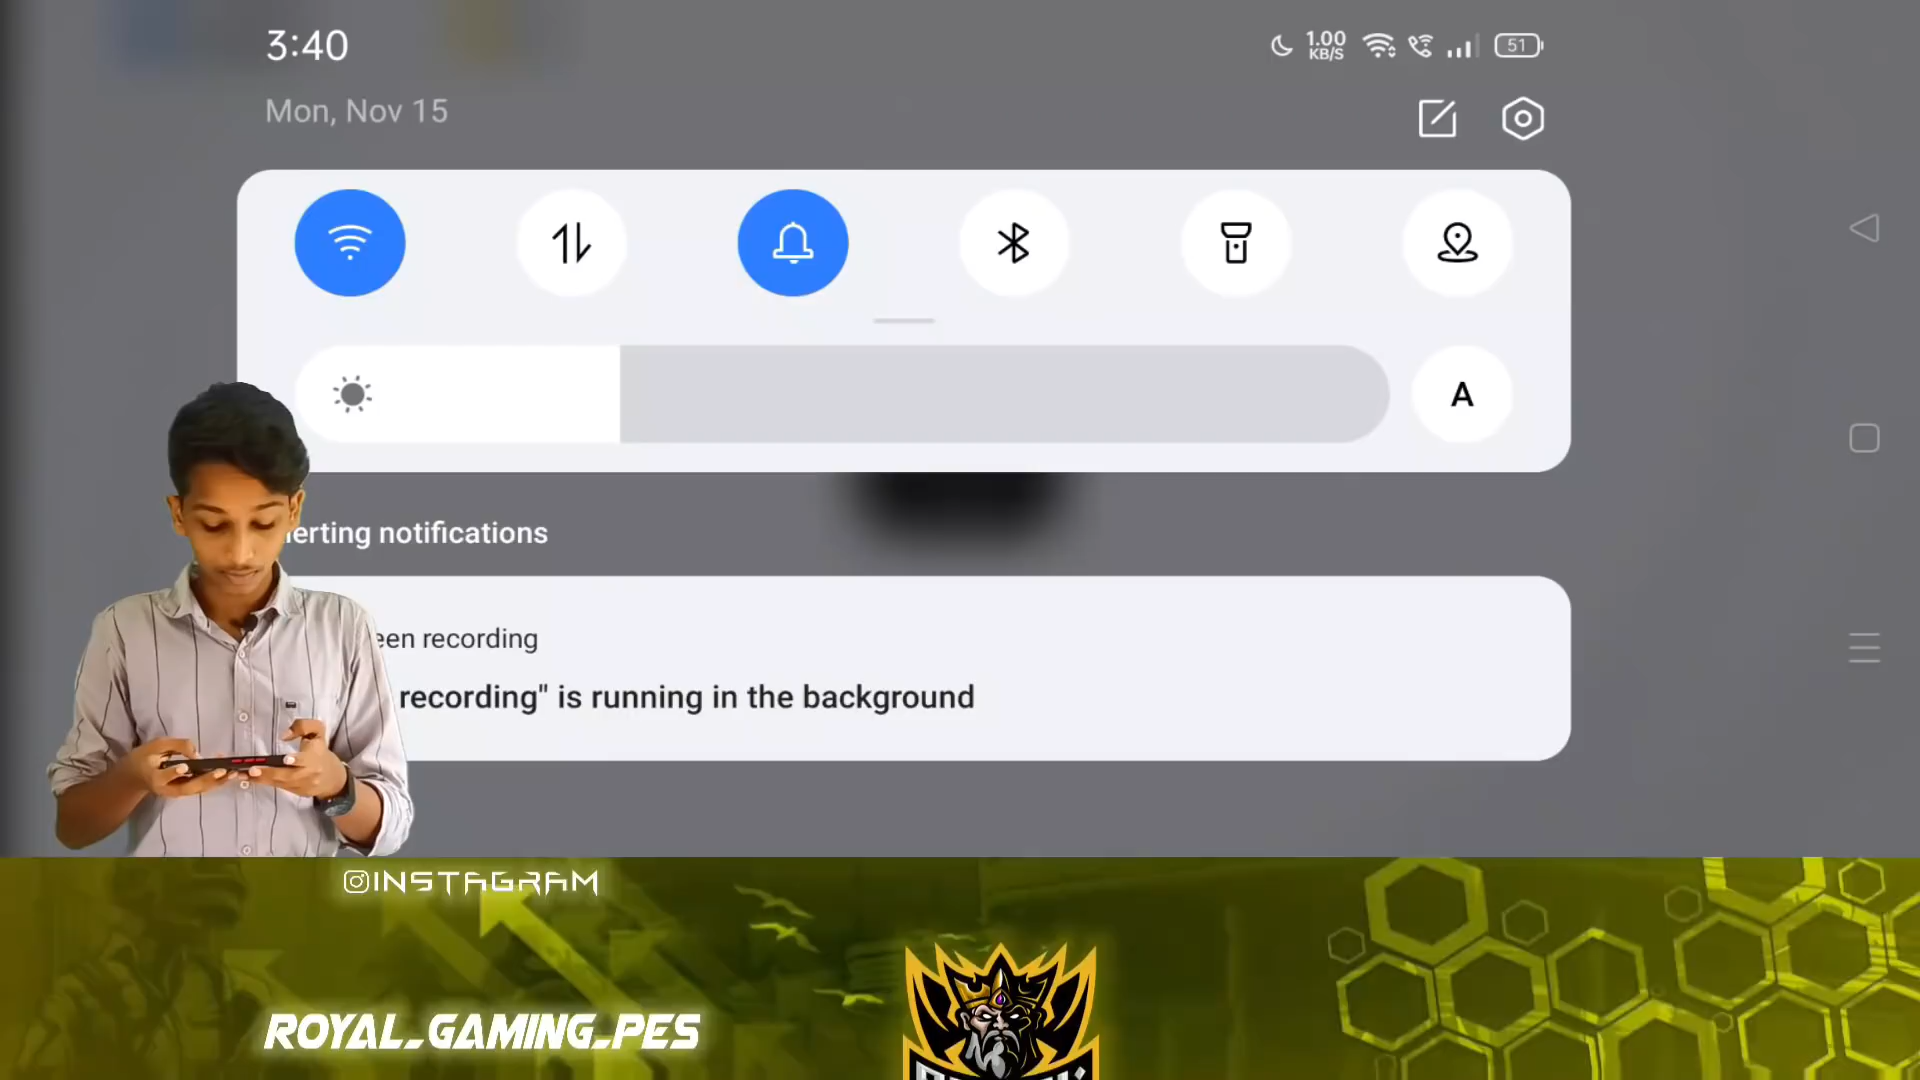 3:40
1.00
KB/S
51
Mon, Nov 15
A
erting notifications
een recording
recording" is running in the background
INSTAGRAM
ROYAL_GAMING_PES